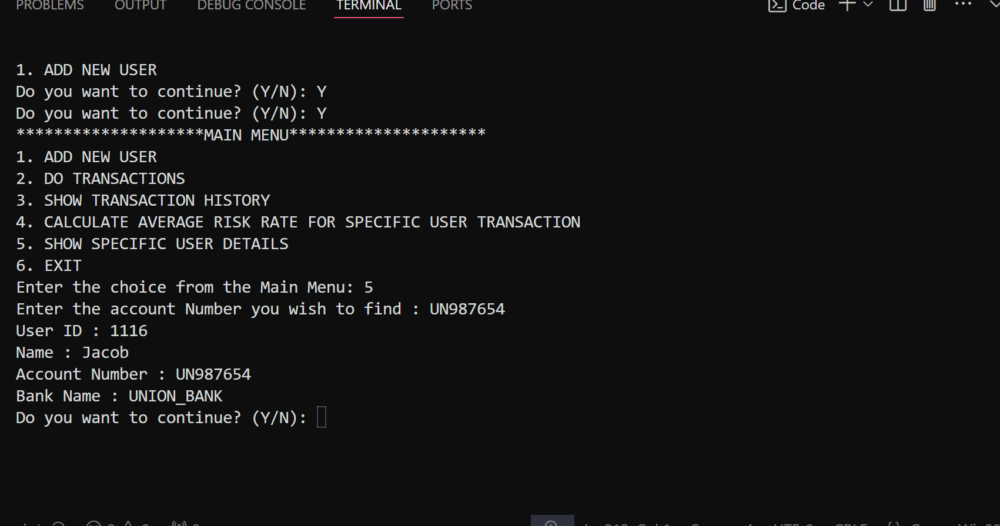 PROBLEMS OUTPUT DEBUG CONSOLE TERMINAL PORTS Code
1. ADD NEW USER
Do you want to continue? (Y/N): Y
Do you want to continue? (Y/N): Y
********************MAIN MENU*********************
1. ADD NEW USER
2. DO TRANSACTIONS
3. SHOW TRANSACTION HISTORY
4. CALCULATE AVERAGE RISK RATE FOR SPECIFIC USER TRANSACTION
5. SHOW SPECIFIC USER DETAILS
6. EXIT
Enter the choice from the Main Menu: 5
Enter the account Number you wish to find : UN987654
User ID : 1116
Name : Jacob
Account Number : UN987654
Bank Name : UNION_BANK
Do you want to continue? (Y/N):